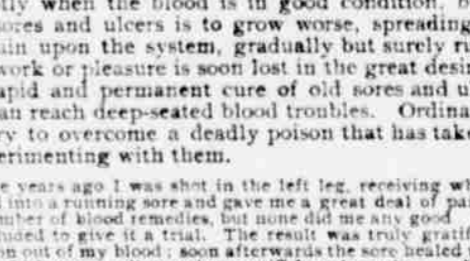 tly when the blood is in good condition, b
ores and ulcers is to grow worse, spreading
ain upon the system, gradually but surely ru
work or pleasure is soon lost in the great desir
apid and permanent cure of old sores and u
an reach deep-seated blood troubles. Ordina
ry to overcome a deadly poison that has take
erimenting with them.
e years ago I was shot in the left leg, receiving wh
d into a running sore and gave me a great deal of pai
mber of blood remedies, but none did me any good
uded to give it a trial. The result was truly gratif
on out of my blood; soon afterwards the sore healed